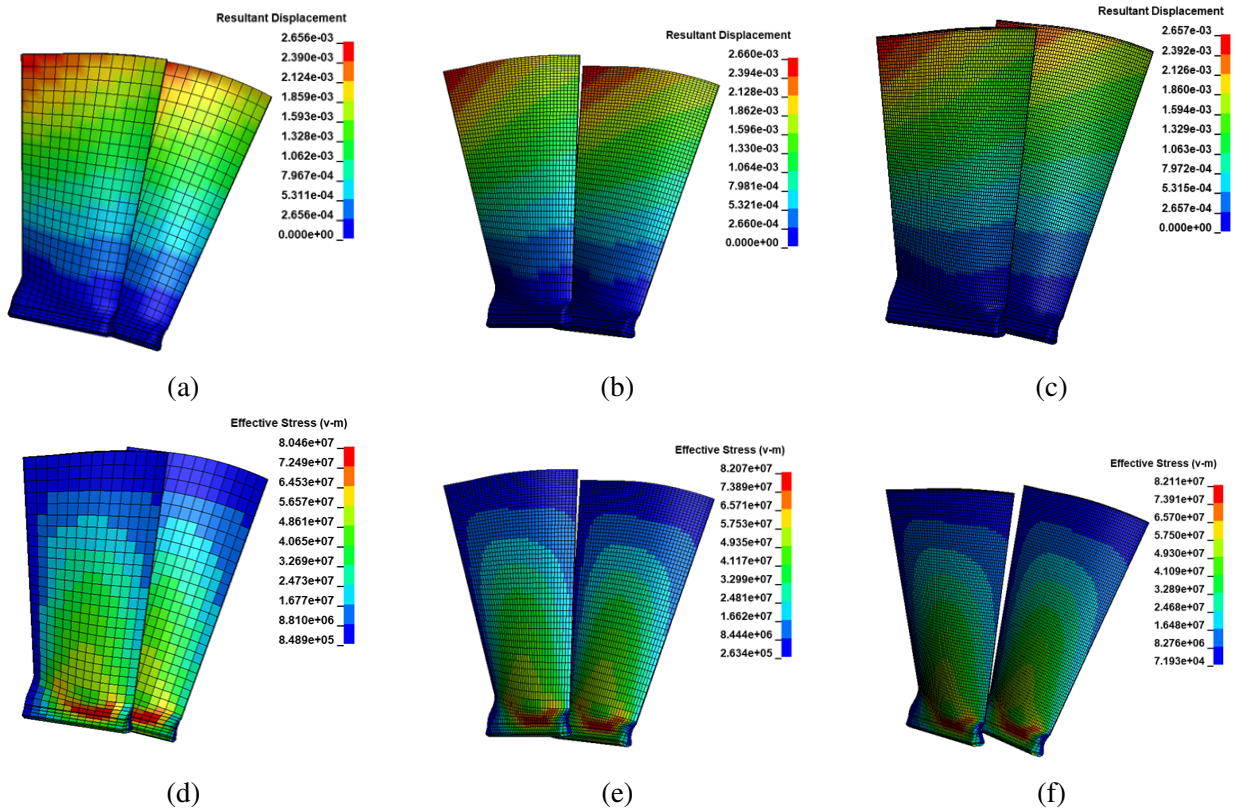 Resultant Displacement
2.656e-03
2.390e-03
2.124e-03
1.859e-03
1.593e-03
1.328e-03
1.062e-03
7.967e-04
5.311e-04
2.656e-04
0.000e+00
(a)
Resultant Displacement
2.660e-03
2.394e-03
2.128e-03
1.862e-03
1.596e-03
1.330e-03
1.064e-03
7.981e-04
5.321e-04
2.660e-04
0.000e+00
(b)
Resultant Displacement
2.657e-03
2.392e-03
2.126e-03
1.860e-03
1.594e-03
1.329e-03
1.063e-03
7.972e-04
5.315e-04
2.657e-04
0.000e+00
(c)
Effective Stress (v-m)
8.046e+07
7.249e+07
6.453e+07
5.657e+07
4.861e+07
4.065e+07
3.269e+07
2.473e+07
1.677e+07
8.810e+06
8.489e+05
(d)
Effective Stress (v-m)
8.207e+07
7.389e+07
6.571e+07
5.753e+07
4.935e+07
4.117e+07
3.299e+07
2.481e+07
1.662e+07
8.444e+06
2.634e+05
(e)
Effective Stress (v-m)
8.211e+07
7.391e+07
6.570e+07
5.750e+07
4.930e+07
4.109e+07
3.289e+07
2.468e+07
1.648e+07
8.276e+06
7.193e+04
(f)